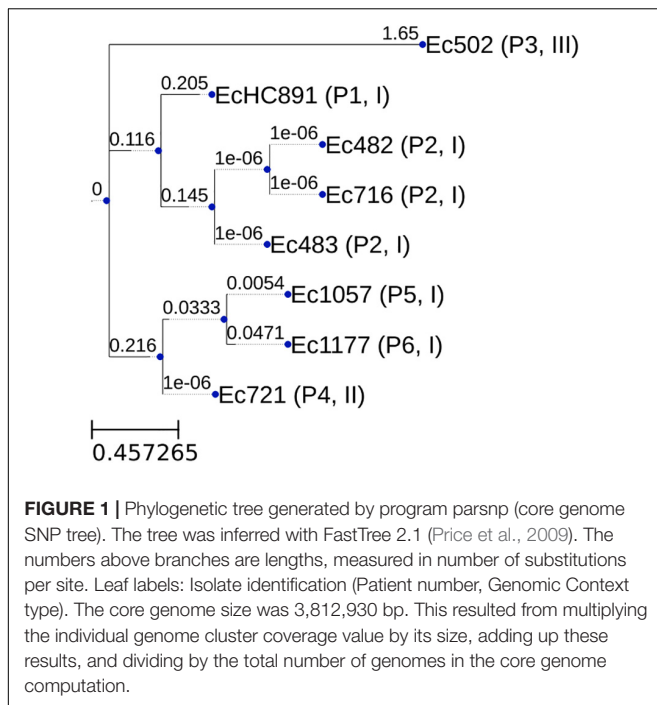 1.65
Ec502 (P3, III)
0.205
EcHC891 (P1, I)
0.116
1e-06
Ec482 (P2, I)
1e-06
1e-06
Ec716 (P2, I)
0
0.145
1e-06
Ec483 (P2, I)
0.0054
Ec1057 (P5, I)
0.0333
0.0471
Ec1177 (P6, I)
0.216
1e-06
Ec721 (P4, II)
0.457265
FIGURE 1 | Phylogenetic tree generated by program parsnp (core genome
SNP tree). The tree was inferred with FastTree 2.1 (Price et al., 2009). The
numbers above branches are lengths, measured in number of substitutions
per site. Leaf labels: Isolate identification (Patient number, Genomic Context
type). The core genome size was 3,812,930 bp. This resulted from multiplying
the individual genome cluster coverage value by its size, adding up these
results, and dividing by the total number of genomes in the core genome
computation.